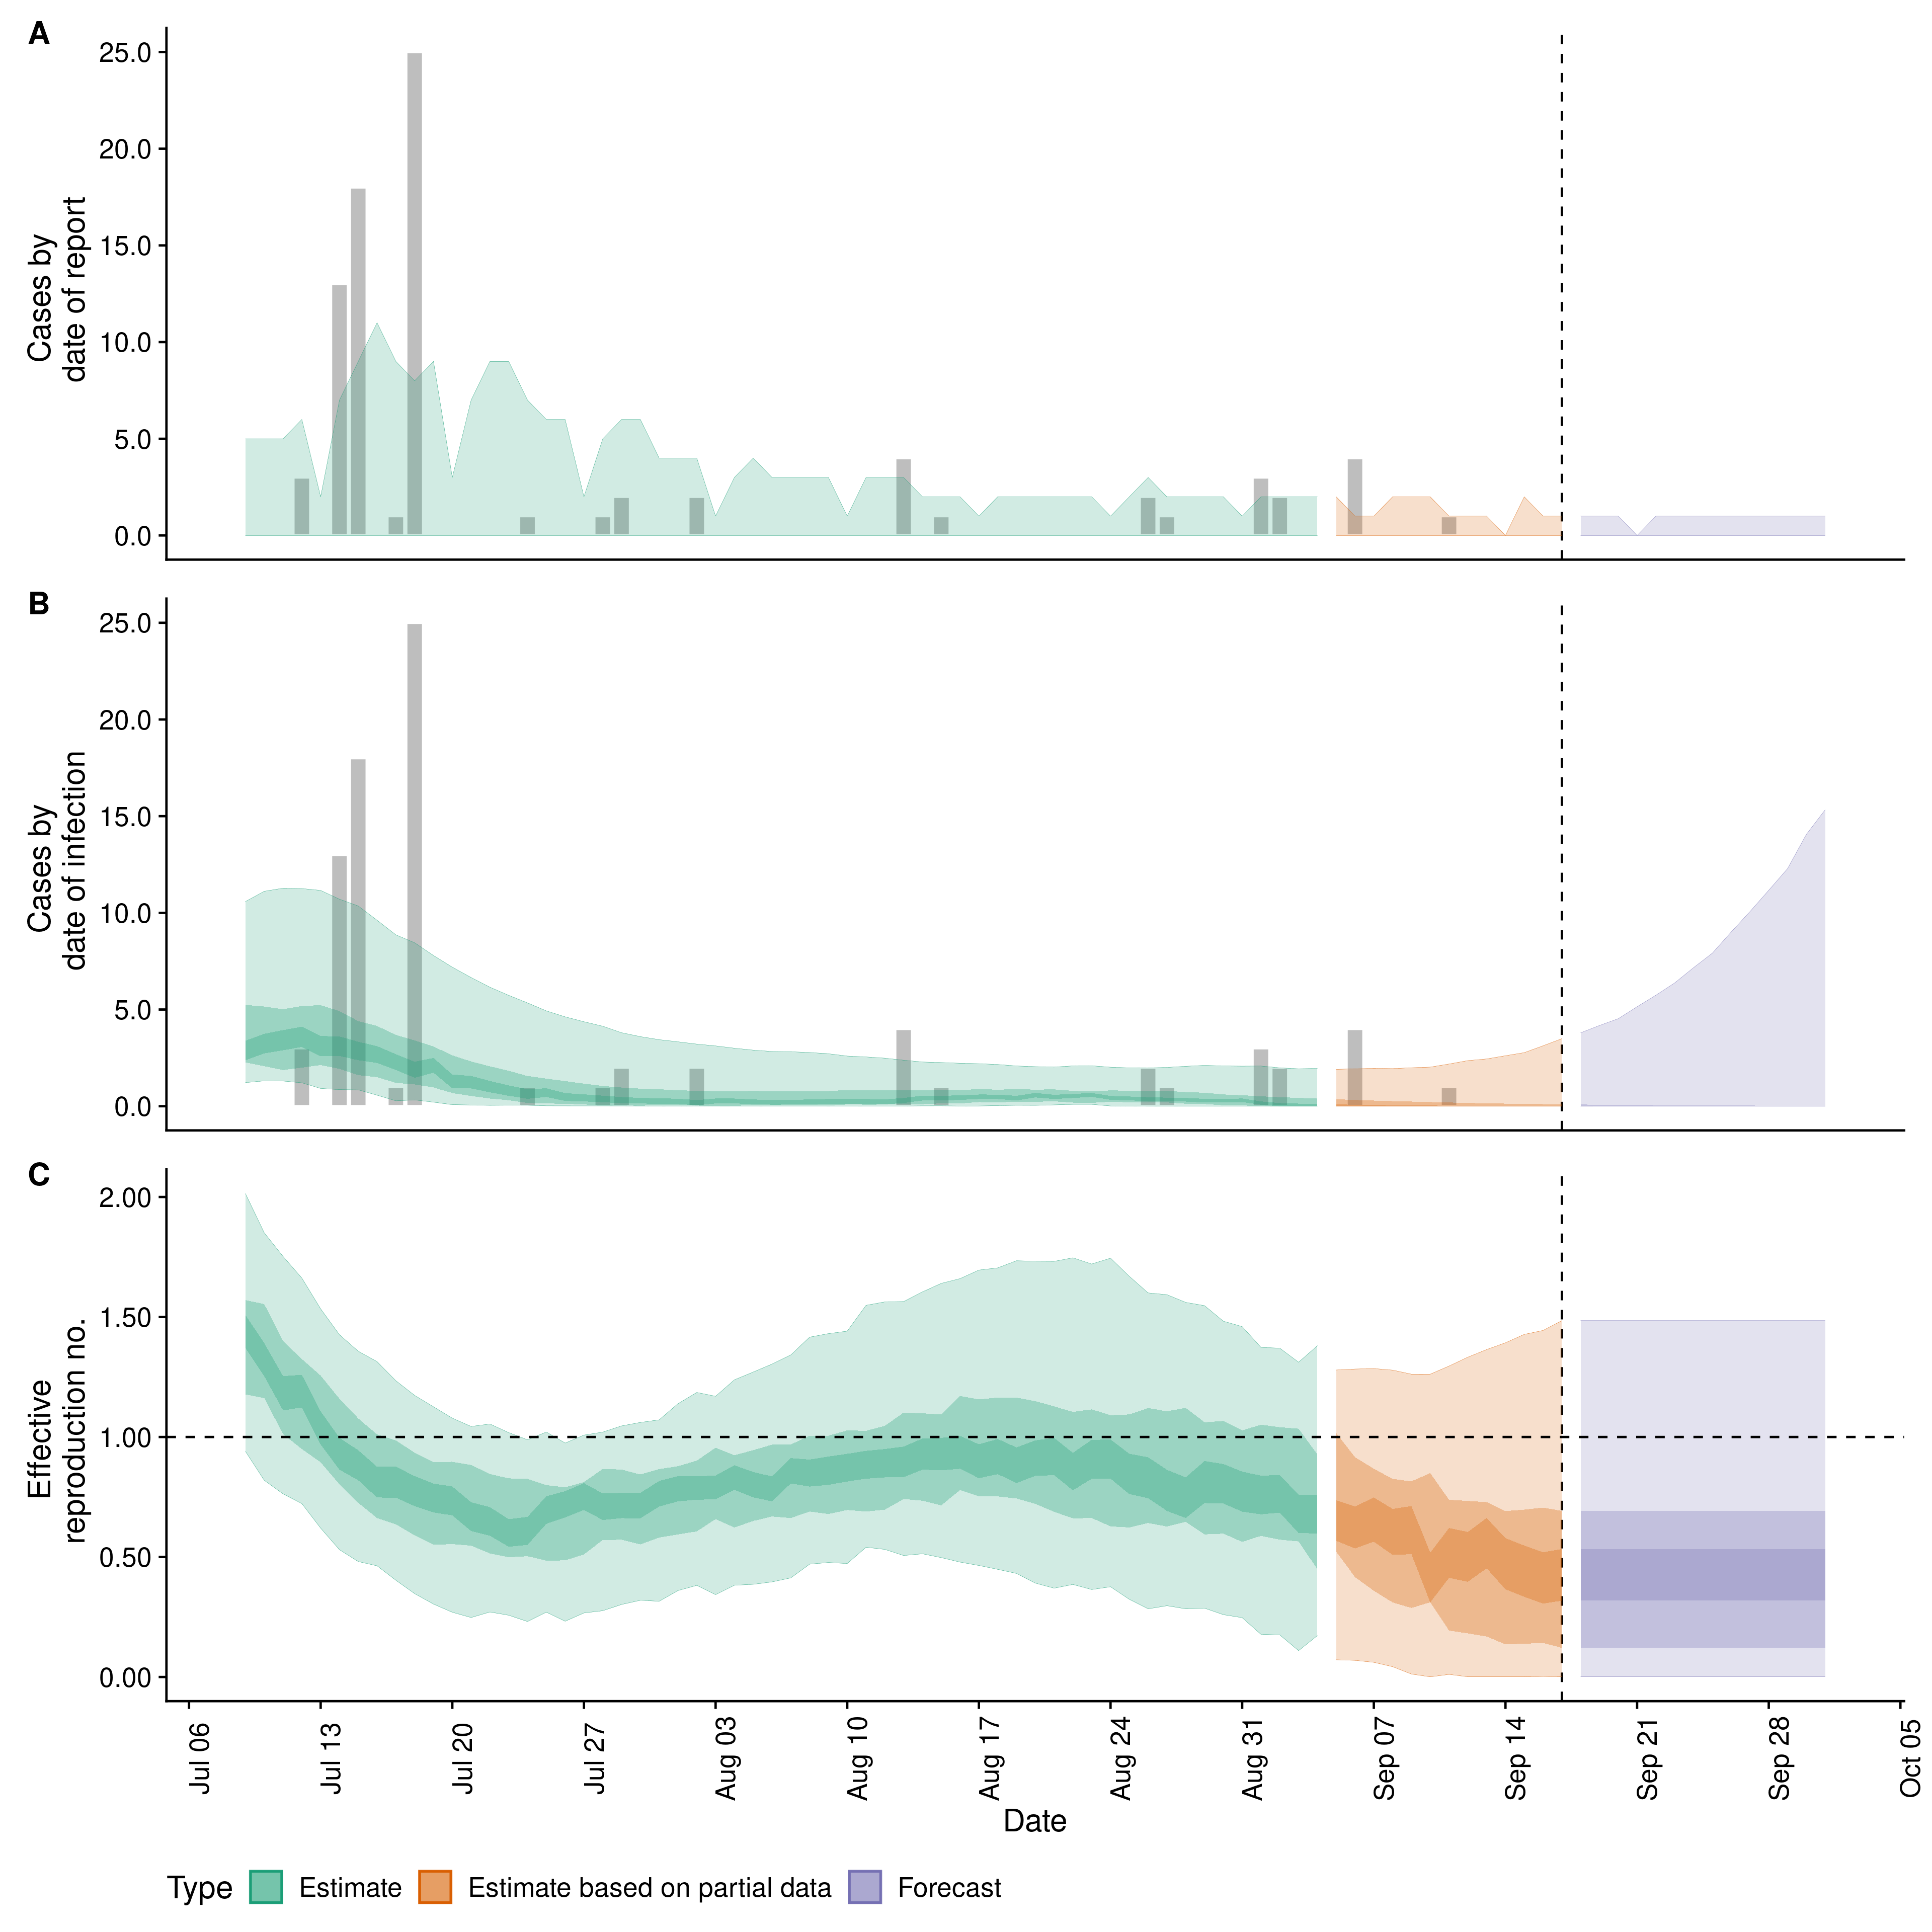 A
25.0
20.0
15.0
10.0
5.0
0.0
Cases by
date of report
B
25.0
20.0
15.0
10.0
5.0
0.0
Cases by
date of infection
C
2.00
1.50
1.00
0.50
0.00
Effective
reproduction no.
Jul 06
Jul 13
Jul 20
Jul 27
Aug 03
Aug 10
Aug 17
Aug 24
Aug 31
Sep 07
Sep 14
Sep 21
Sep 28
Oct 05
Date
Type Estimate Estimate based on partial data Forecast